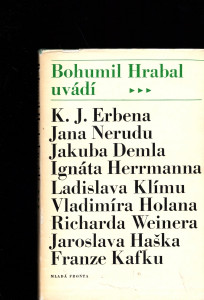 Bohumil Hrabal
uvádí ▸▸▸
K. J. Erbena
Jana Nerudu
Jakuba Demla
Ignáta Herrmanna
Ladislava Klímu
Vladimíra Holana
Richarda Weinera
Jaroslava Haška
Franze Kafku
MLADÁ FRONTA